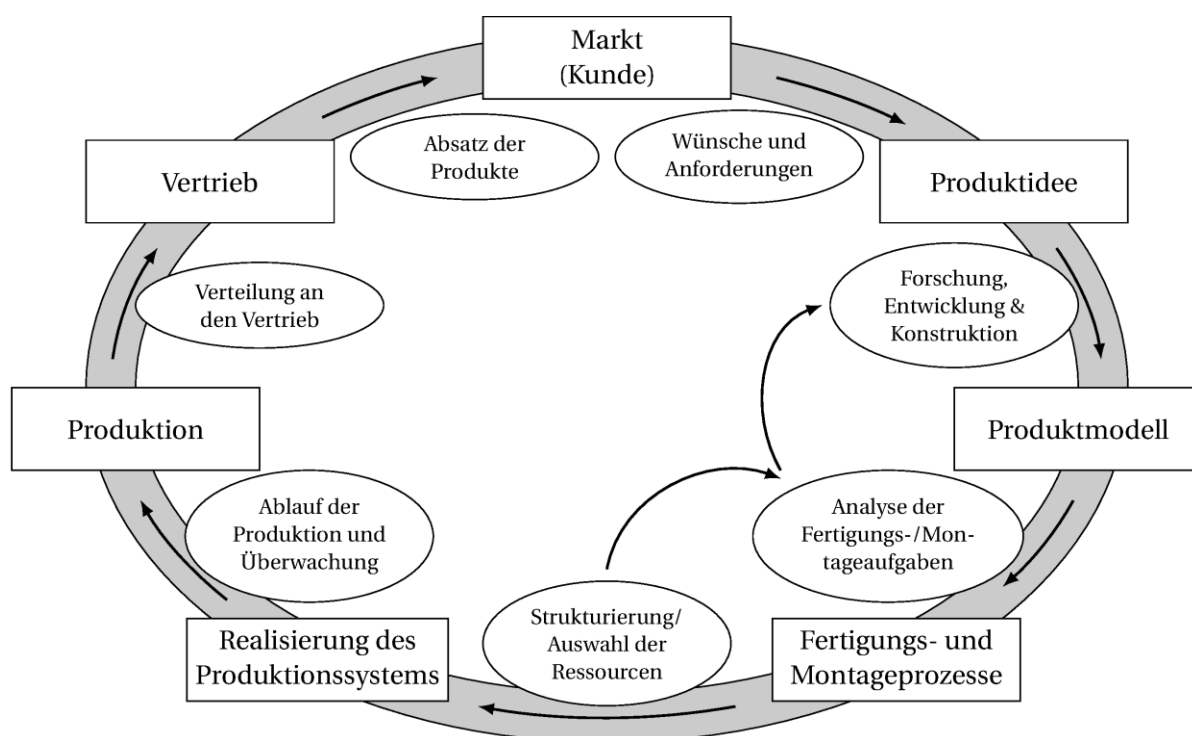 Markt
(Kunde)
Absatz der
Produkte
Wünsche und
Anforderungen
Vertrieb
Produktidee
Verteilung an
den Vertrieb
Forschung,
Entwicklung &
Konstruktion
Produktion
Produktmodell
Ablauf der
Produktion und
Überwachung
Analyse der
Fertigungs-/Mon-
tageaufgaben
Strukturierung/
Auswahl der
Ressourcen
Realisierung des
Produktionssystems
Fertigungs- und
Montageprozesse